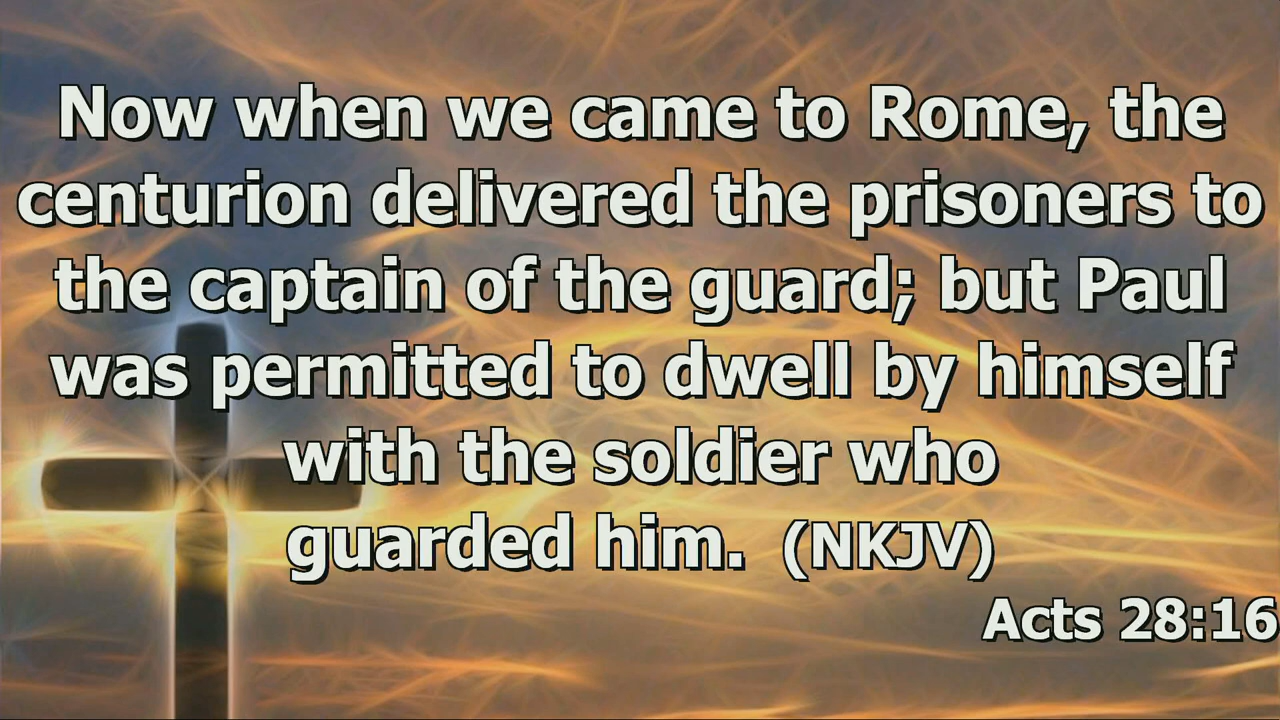 Now when we came to Rome, the
centurion delivered the prisoners to
the captain of the guard; but Paul
was permitted to dwell by himself
with the soldier who
guarded him. (NKJV)
Acts 28:16